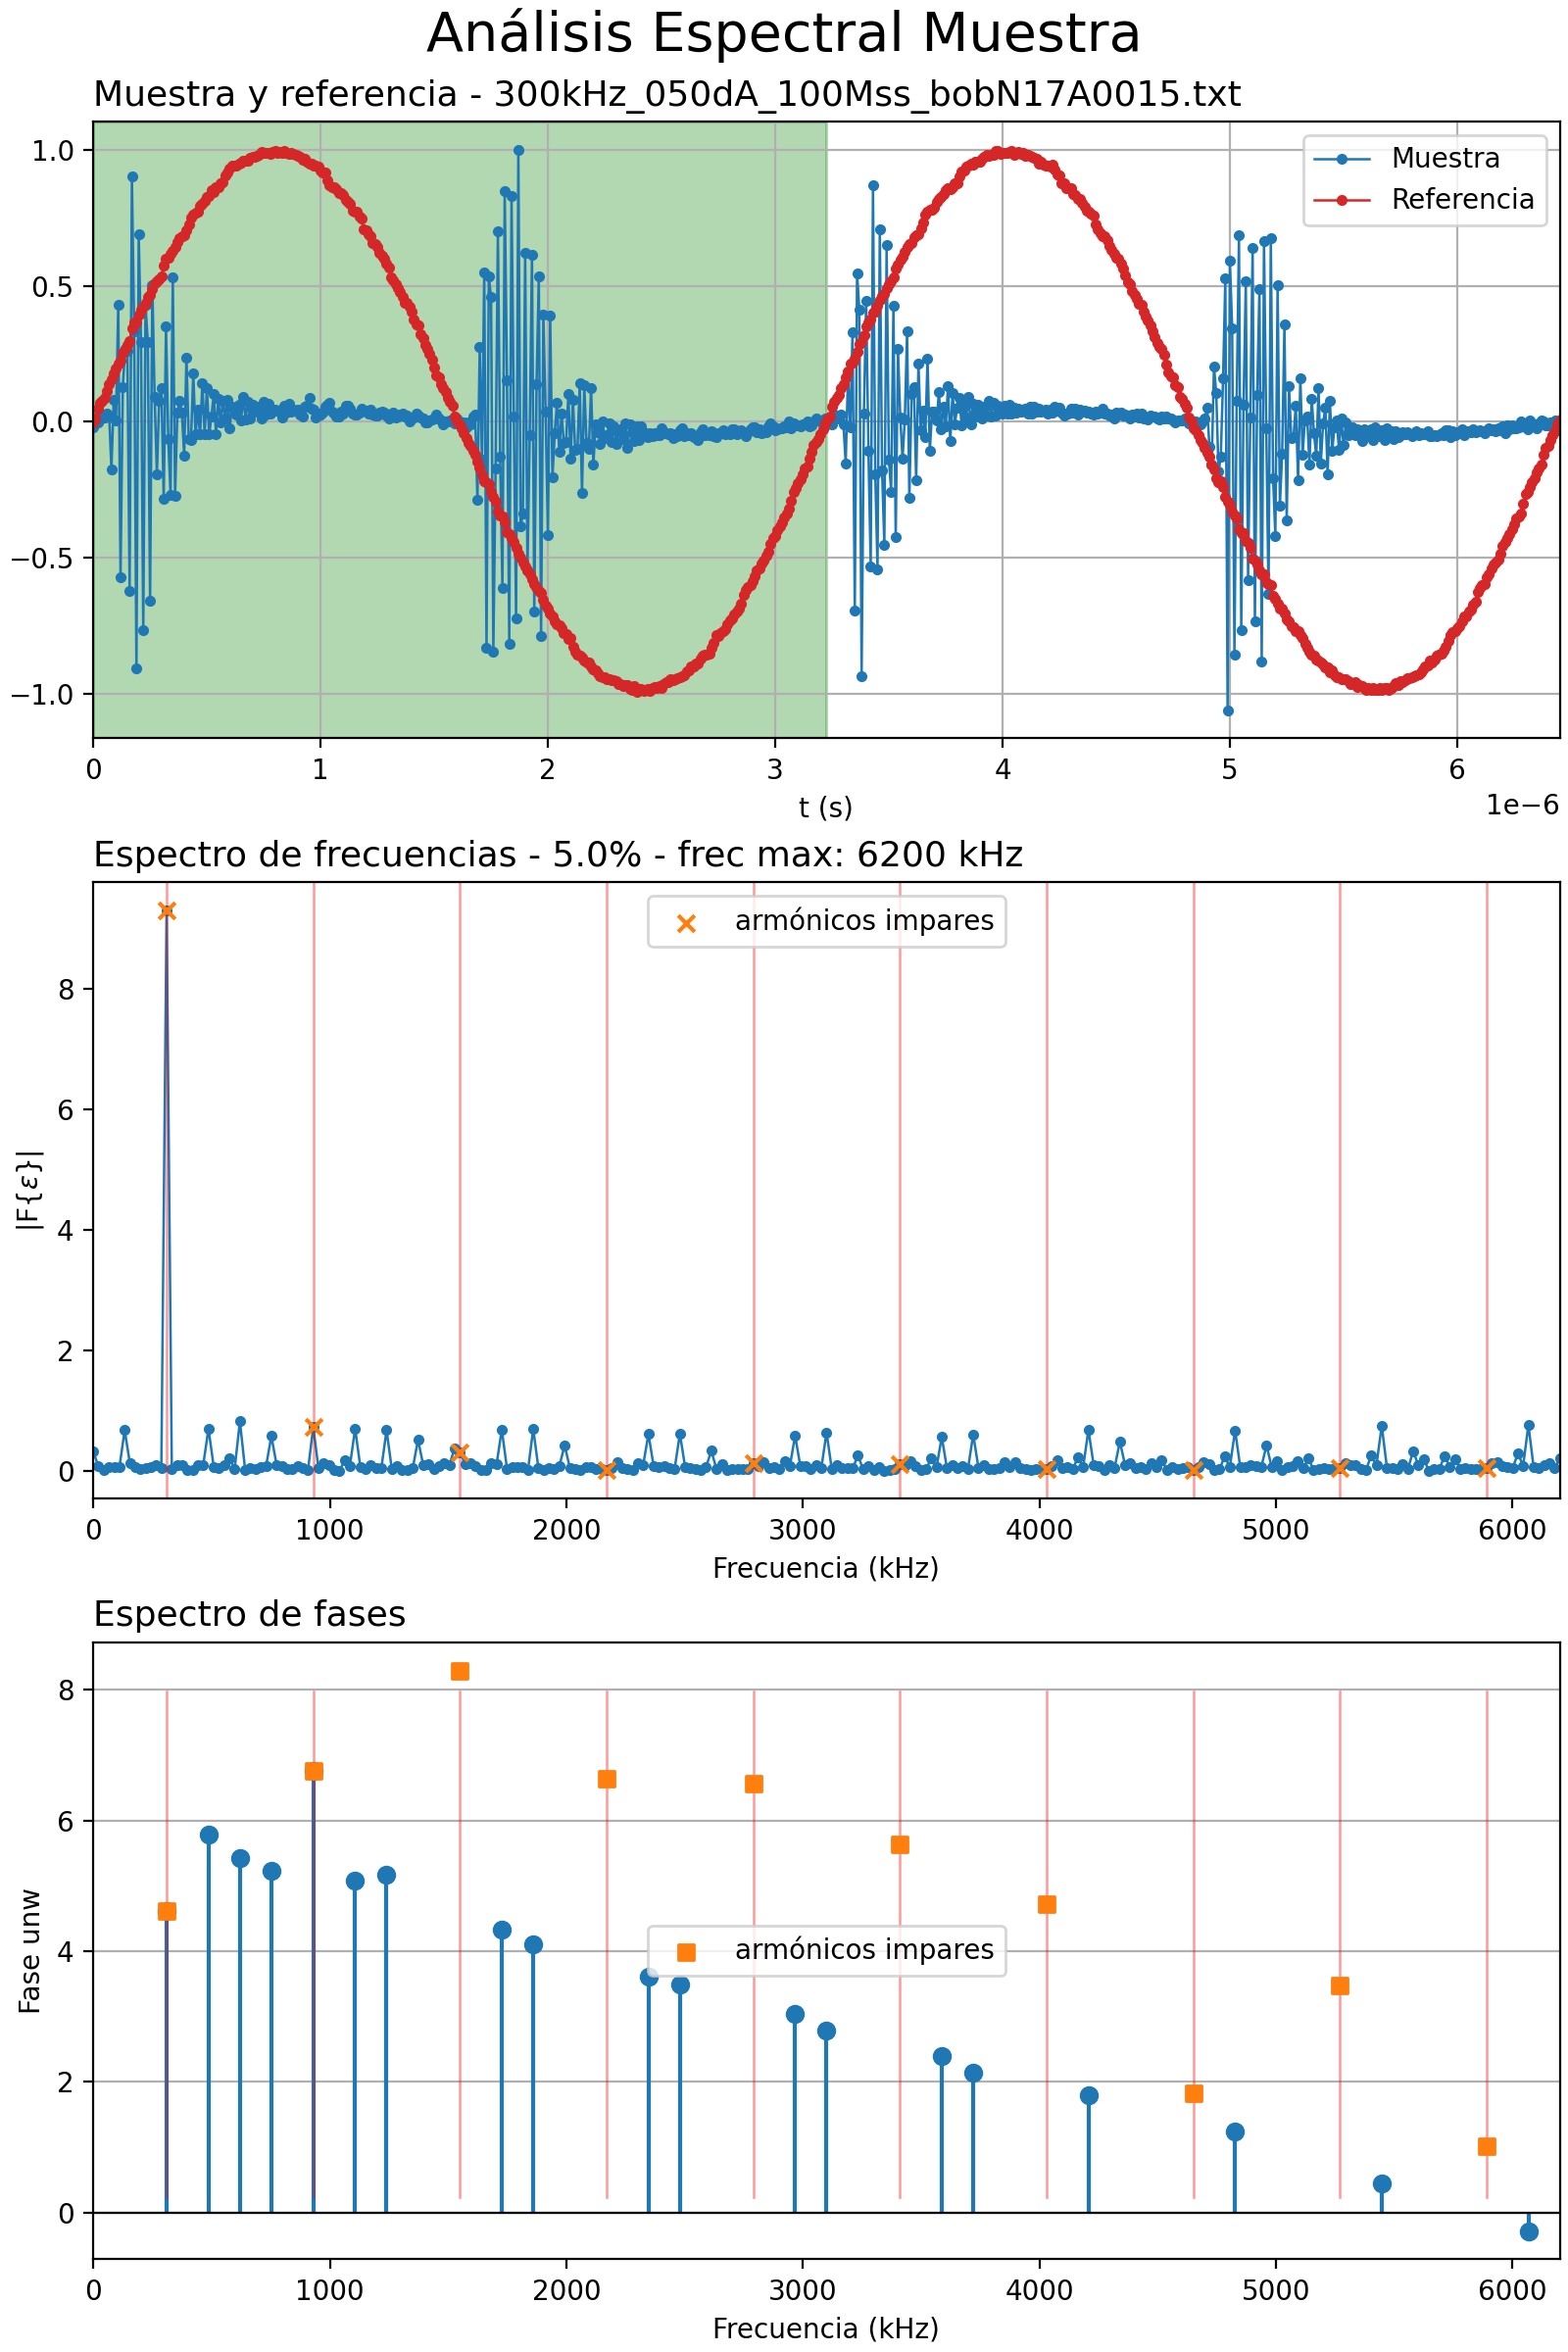 Análisis Espectral Muestra
Muestra y referencia - 300kHz_050dA_100Mss_bobN17A0015.txt
1.0
0.5
0.0
−0.5
−1.0
Muestra
Referencia
0 1 2 3 4 5 6
t (s)
1e−6
Espectro de frecuencias - 5.0% - frec max: 6200 kHz
armónicos impares
8
6
4
2
0
|F{ε}|
0 1000 2000 3000 4000 5000 6000
Frecuencia (kHz)
Espectro de fases
8
6
4
2
0
Fase unw
armónicos impares
0 1000 2000 3000 4000 5000 6000
Frecuencia (kHz)